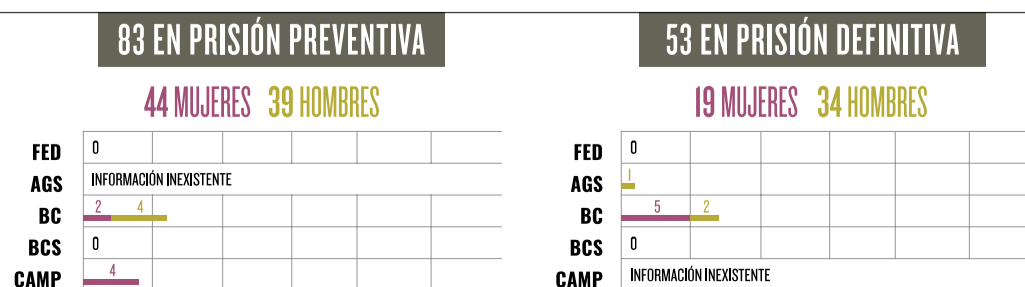 83 EN PRISIÓN PREVENTIVA
44 MUJERES 39 HOMBRES
FED 0
AGS INFORMACIÓN INEXISTENTE
BC 2 4
BCS 0
CAMP 4
53 EN PRISIÓN DEFINITIVA
19 MUJERES 34 HOMBRES
FED 0
AGS 1
BC 5 2
BCS 0
CAMP INFORMACIÓN INEXISTENTE